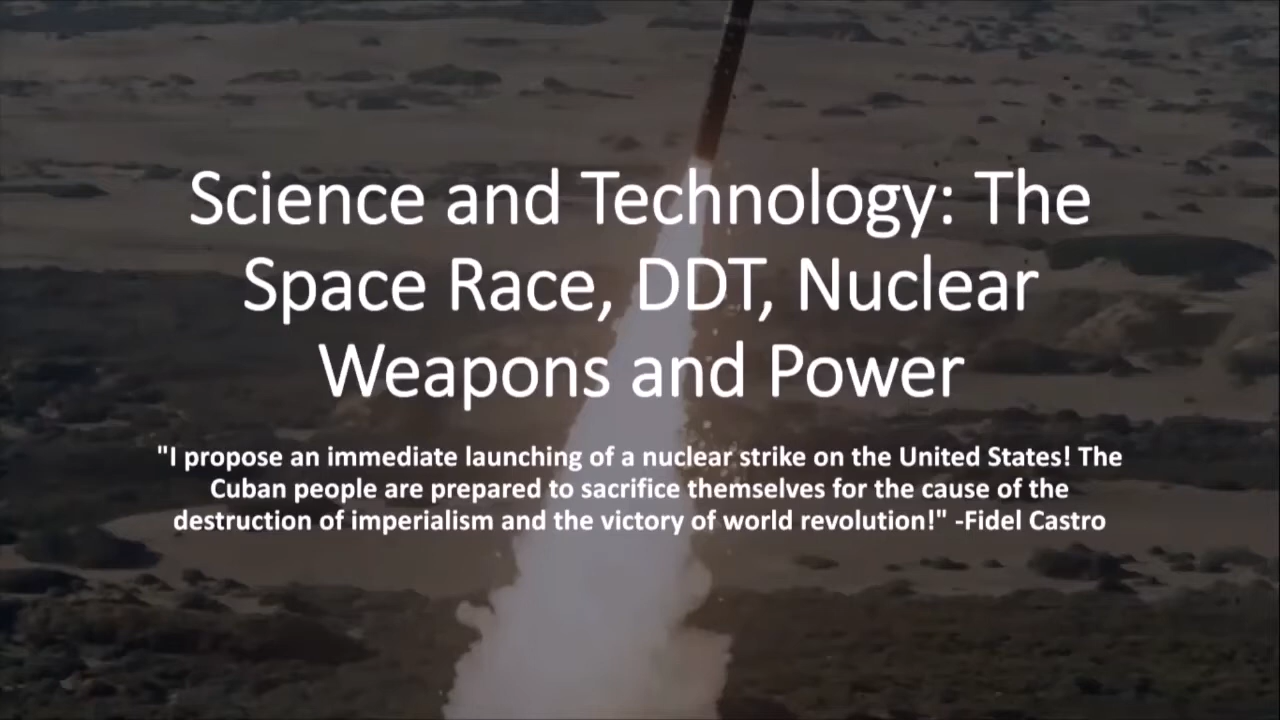 Science and Technology: The
Space Race, DDT, Nuclear
Weapons and Power
"I propose an immediate launching of a nuclear strike on the United States! The
Cuban people are prepared to sacrifice themselves for the cause of the
destruction of imperialism and the victory of world revolution!" -Fidel Castro